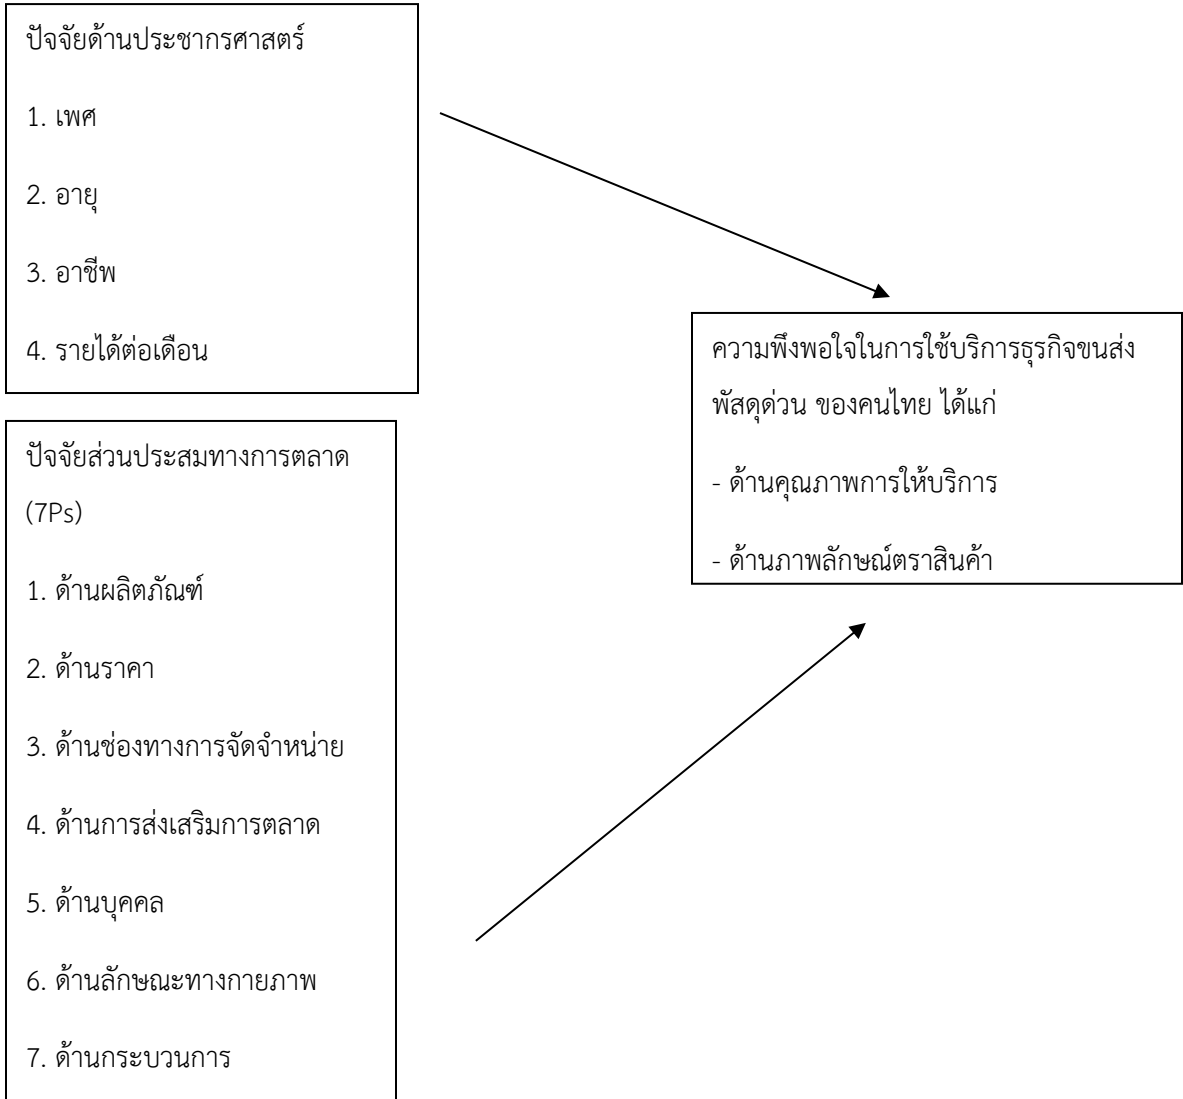 ปัจจัยด้านประชากรศาสตร์
1. เพศ
2. อายุ
3. อาชีพ
4. รายได้ต่อเดือน
ปัจจัยส่วนประสมทางการตลาด
(7Ps)
1. ด้านผลิตภัณฑ์
2. ด้านราคา
3. ด้านช่องทางการจัดจำหน่าย
4. ด้านการส่งเสริมการตลาด
5. ด้านบุคคล
6. ด้านลักษณะทางกายภาพ
7. ด้านกระบวนการ
ความพึงพอใจในการใช้บริการธุรกิจขนส่ง
พัสดุด่วน ของคนไทย ได้แก่
- ด้านคุณภาพการให้บริการ
- ด้านภาพลักษณ์ตราสินค้า